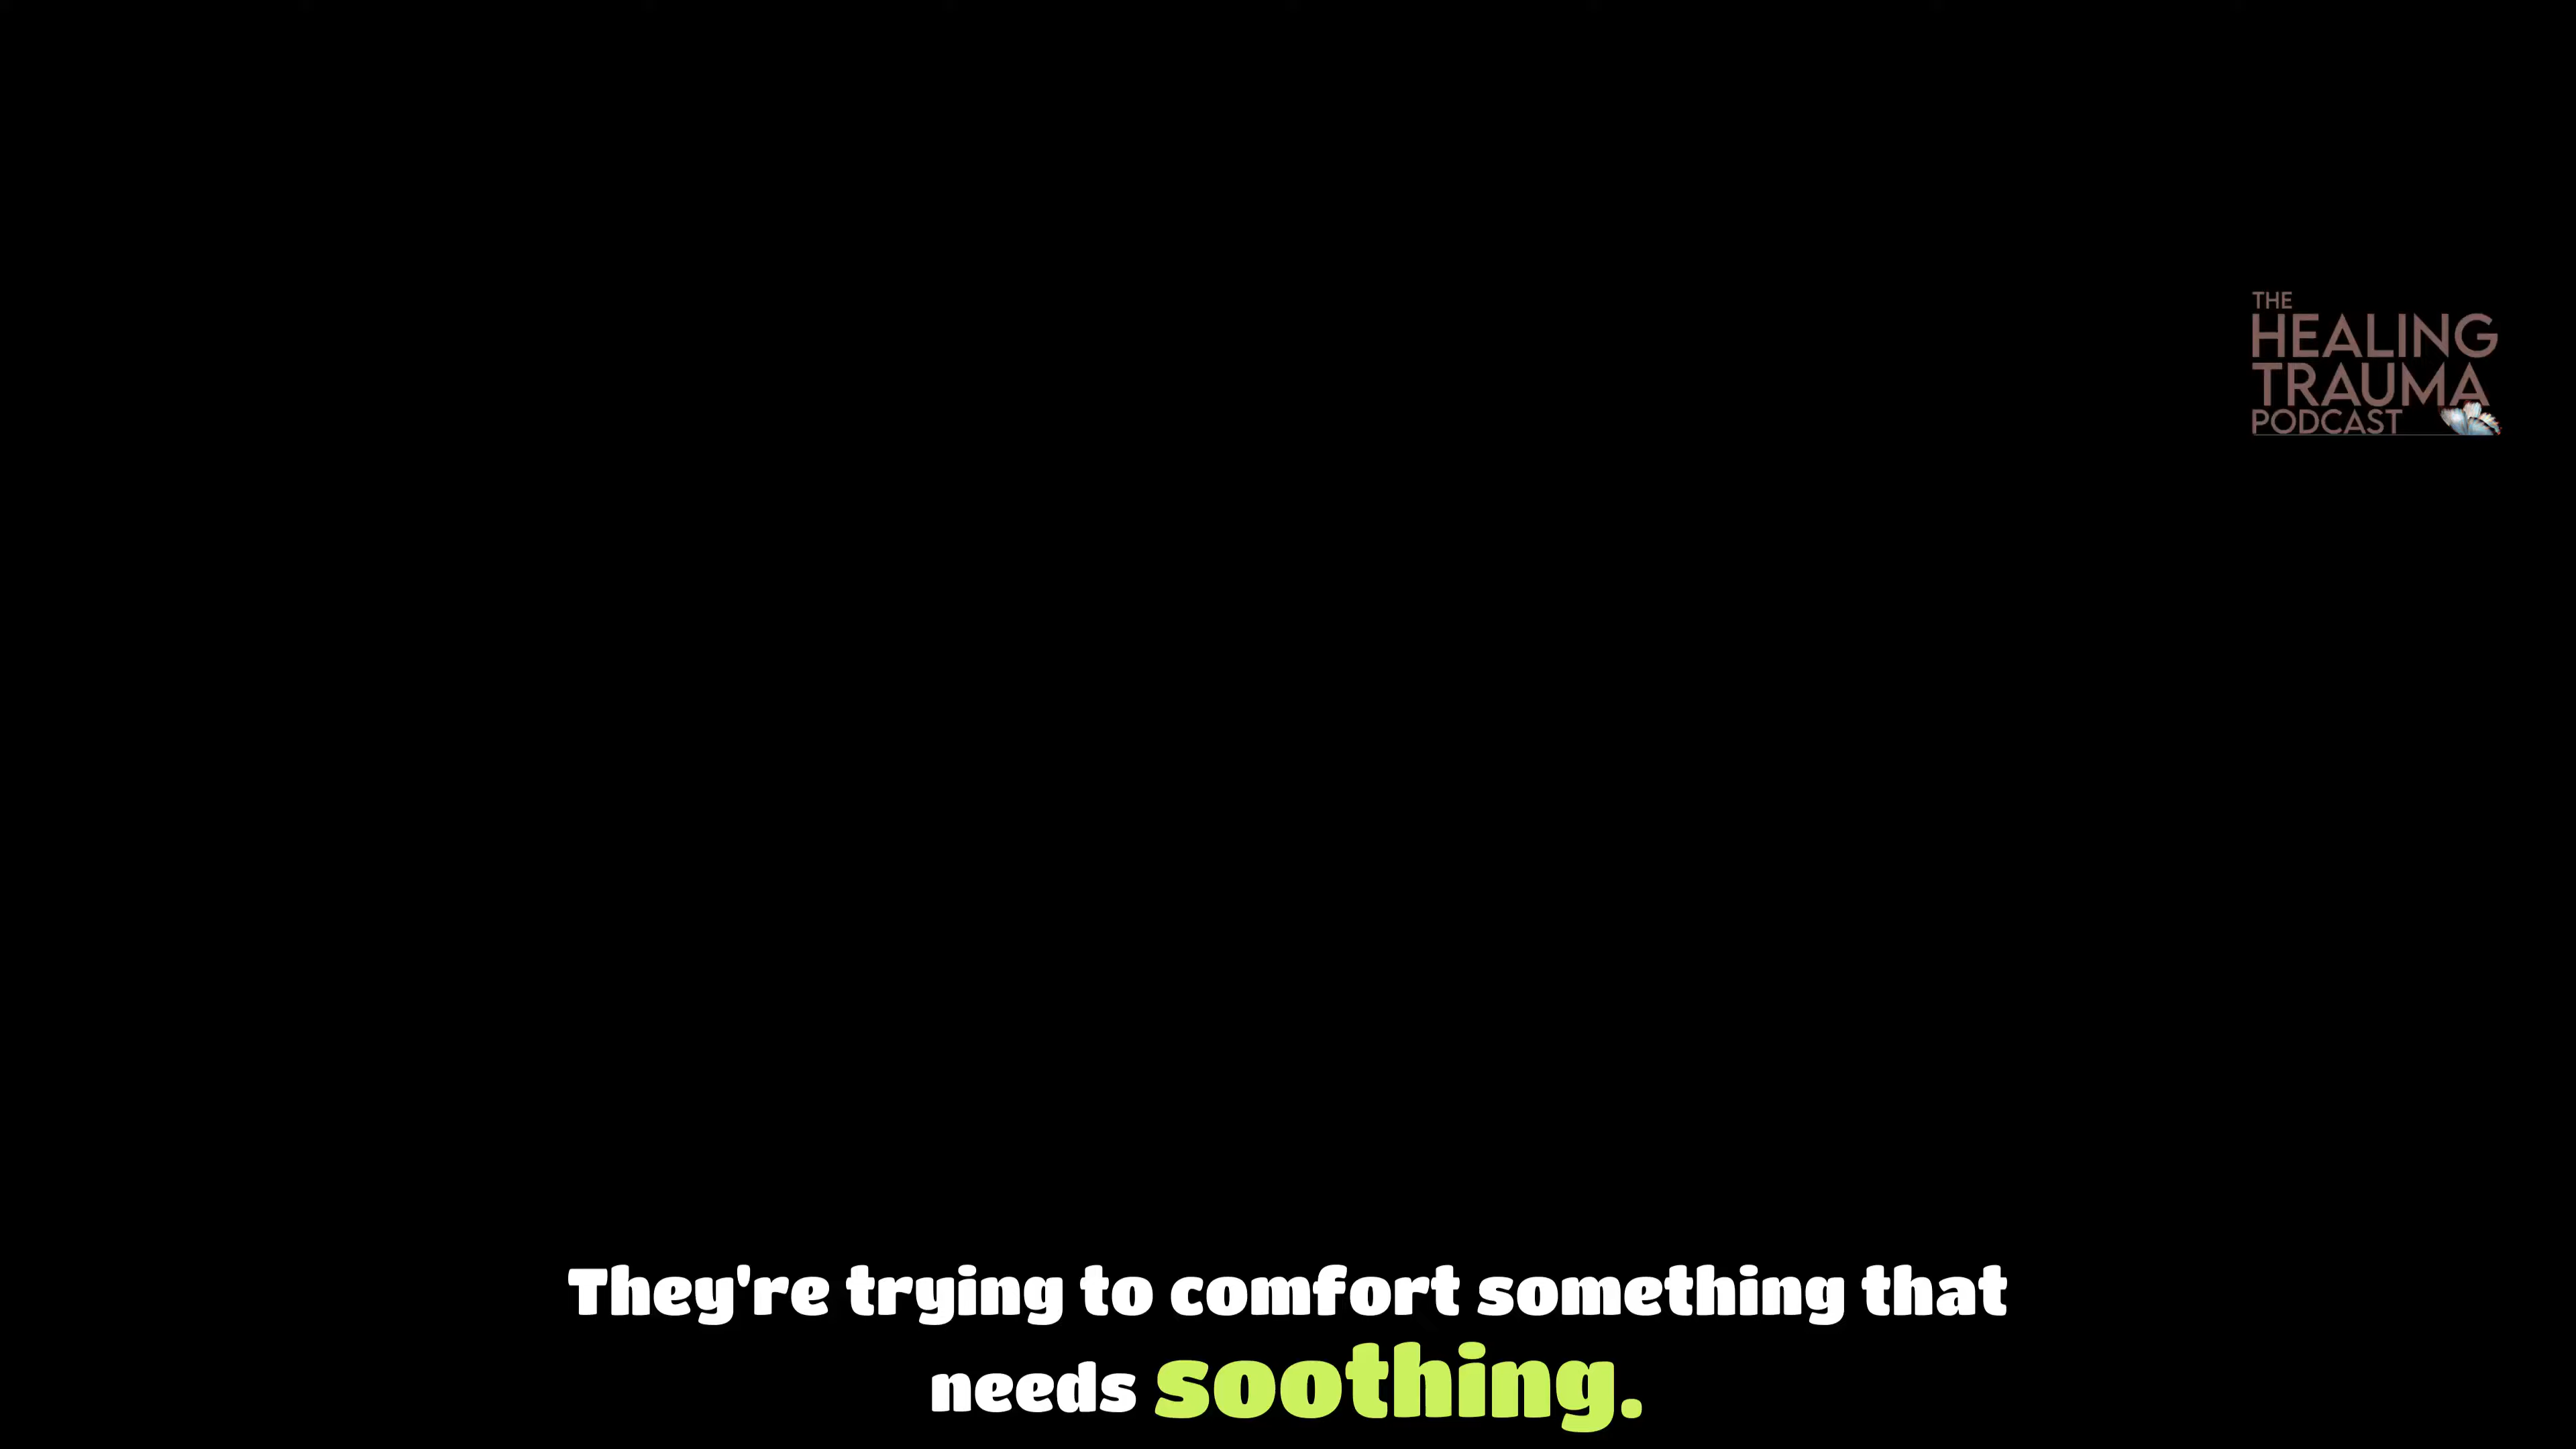 THE
HEALING
TRAUMA
PODCAST
They're trying to comfort something that
needs soothing.